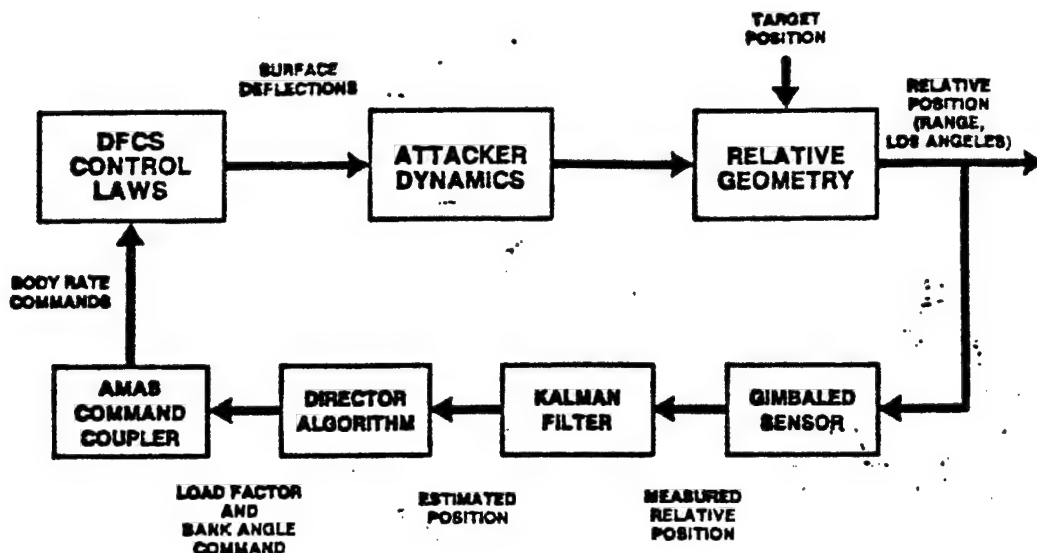 TARGET
POSITION
SURFACE
DEFLECTIONS
RELATIVE
POSITION
(RANGE,
LOS ANGELES)
DFCS
CONTROL
LAWS
ATTACKER
DYNAMICS
RELATIVE
GEOMETRY
BODY RATE
COMMANDS
AMAS
COMMAND
COUPLER
DIRECTOR
ALGORITHM
KALMAN
FILTER
GIMBALED
SENSOR
LOAD FACTOR
AND
BANK ANGLE
COMMAND
ESTIMATED
POSITION
MEASURED
RELATIVE
POSITION